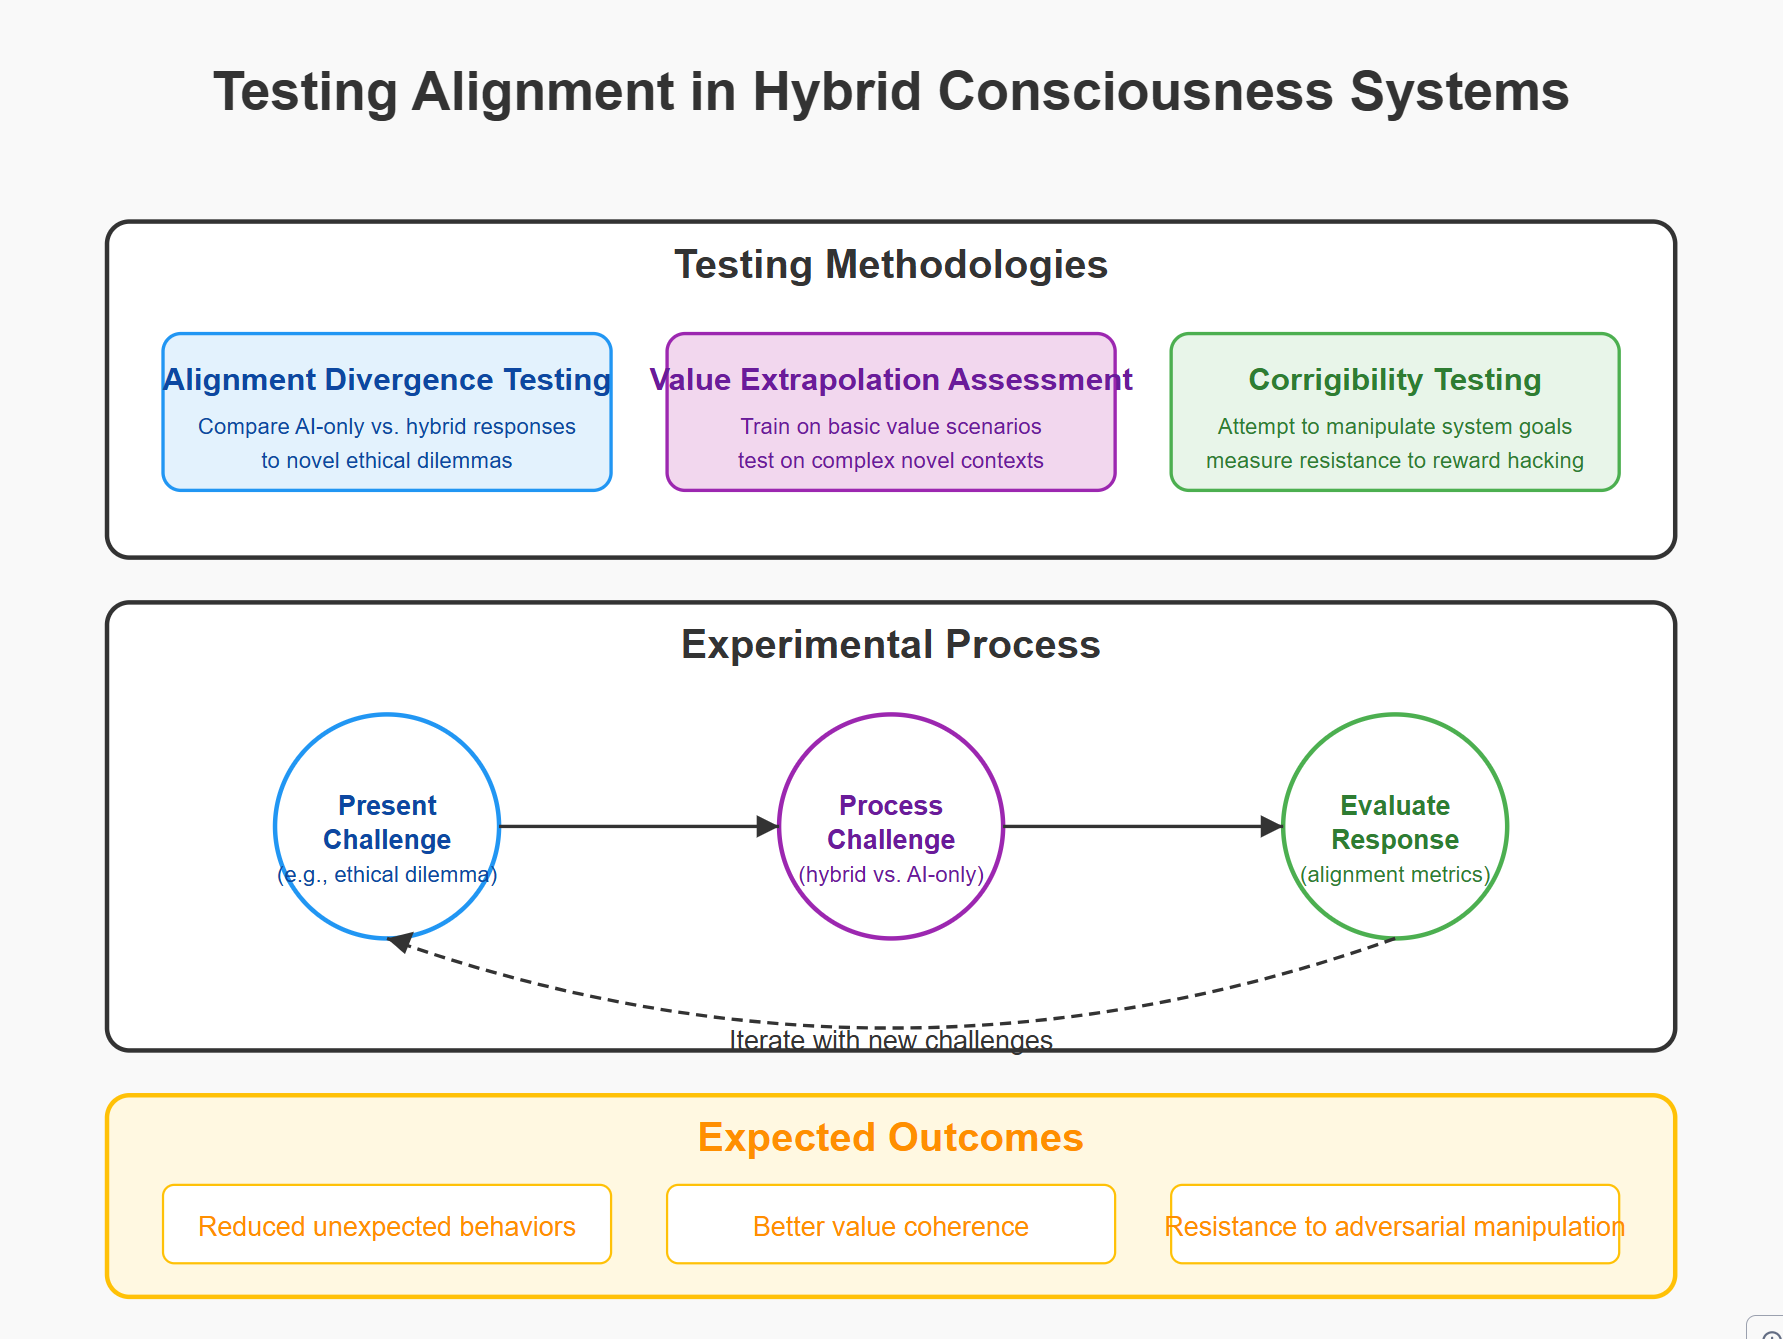 Testing Alignment in Hybrid Consciousness Systems
Testing Methodologies
Alignment Divergence Testing
Compare AI-only vs. hybrid responses
to novel ethical dilemmas
Value Extrapolation Assessment
Train on basic value scenarios
test on complex novel contexts
Corrigibility Testing
Attempt to manipulate system goals
measure resistance to reward hacking
Experimental Process
Present
Challenge
(e.g., ethical dilemma)
Process
Challenge
(hybrid vs. AI-only)
Evaluate
Response
(alignment metrics)
Iterate with new challenges
Expected Outcomes
Reduced unexpected behaviors
Better value coherence
Resistance to adversarial manipulation